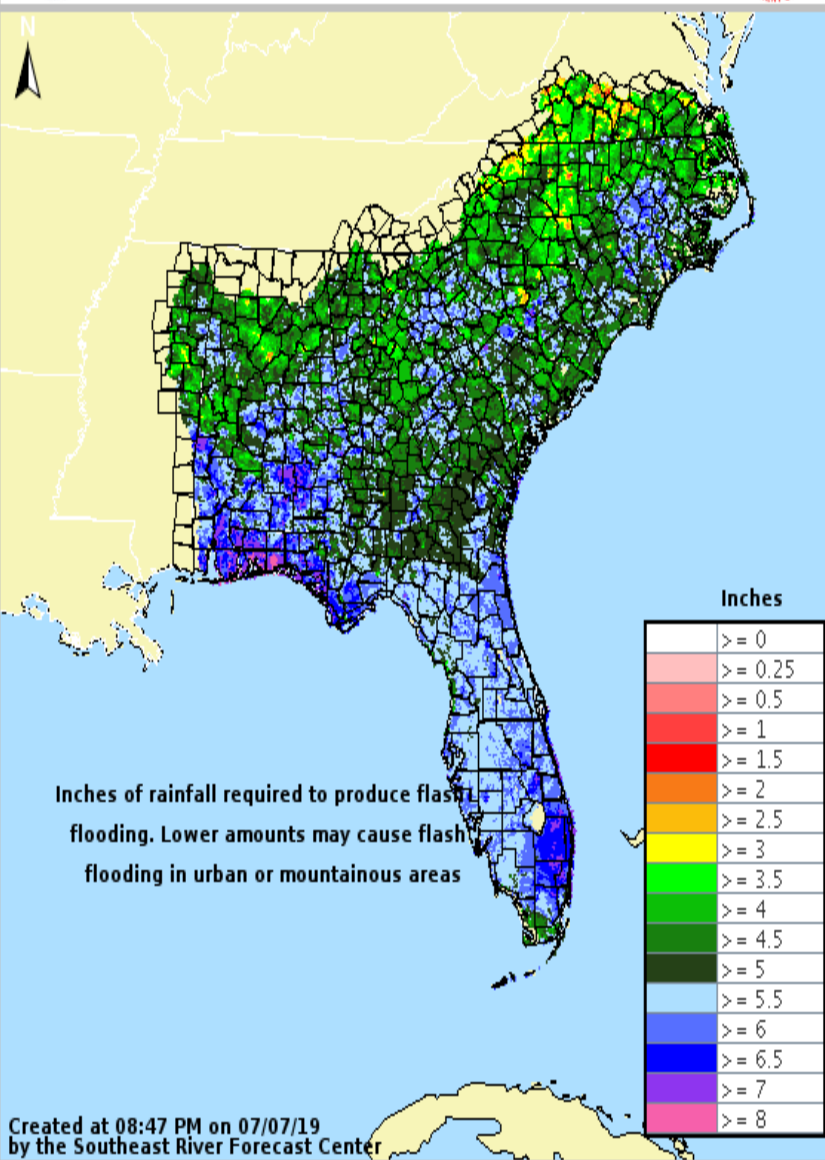 N
Inches
>= 0
>= 0.25
>= 0.5
>= 1
>= 1.5
>= 2
>= 2.5
>= 3
>= 3.5
>= 4
>= 4.5
>= 5
>= 5.5
>= 6
>= 6.5
>= 7
>= 8
Inches of rainfall required to produce flash
flooding. Lower amounts may cause flash
flooding in urban or mountainous areas
Created at 08:47 PM on 07/07/19
by the Southeast River Forecast Center